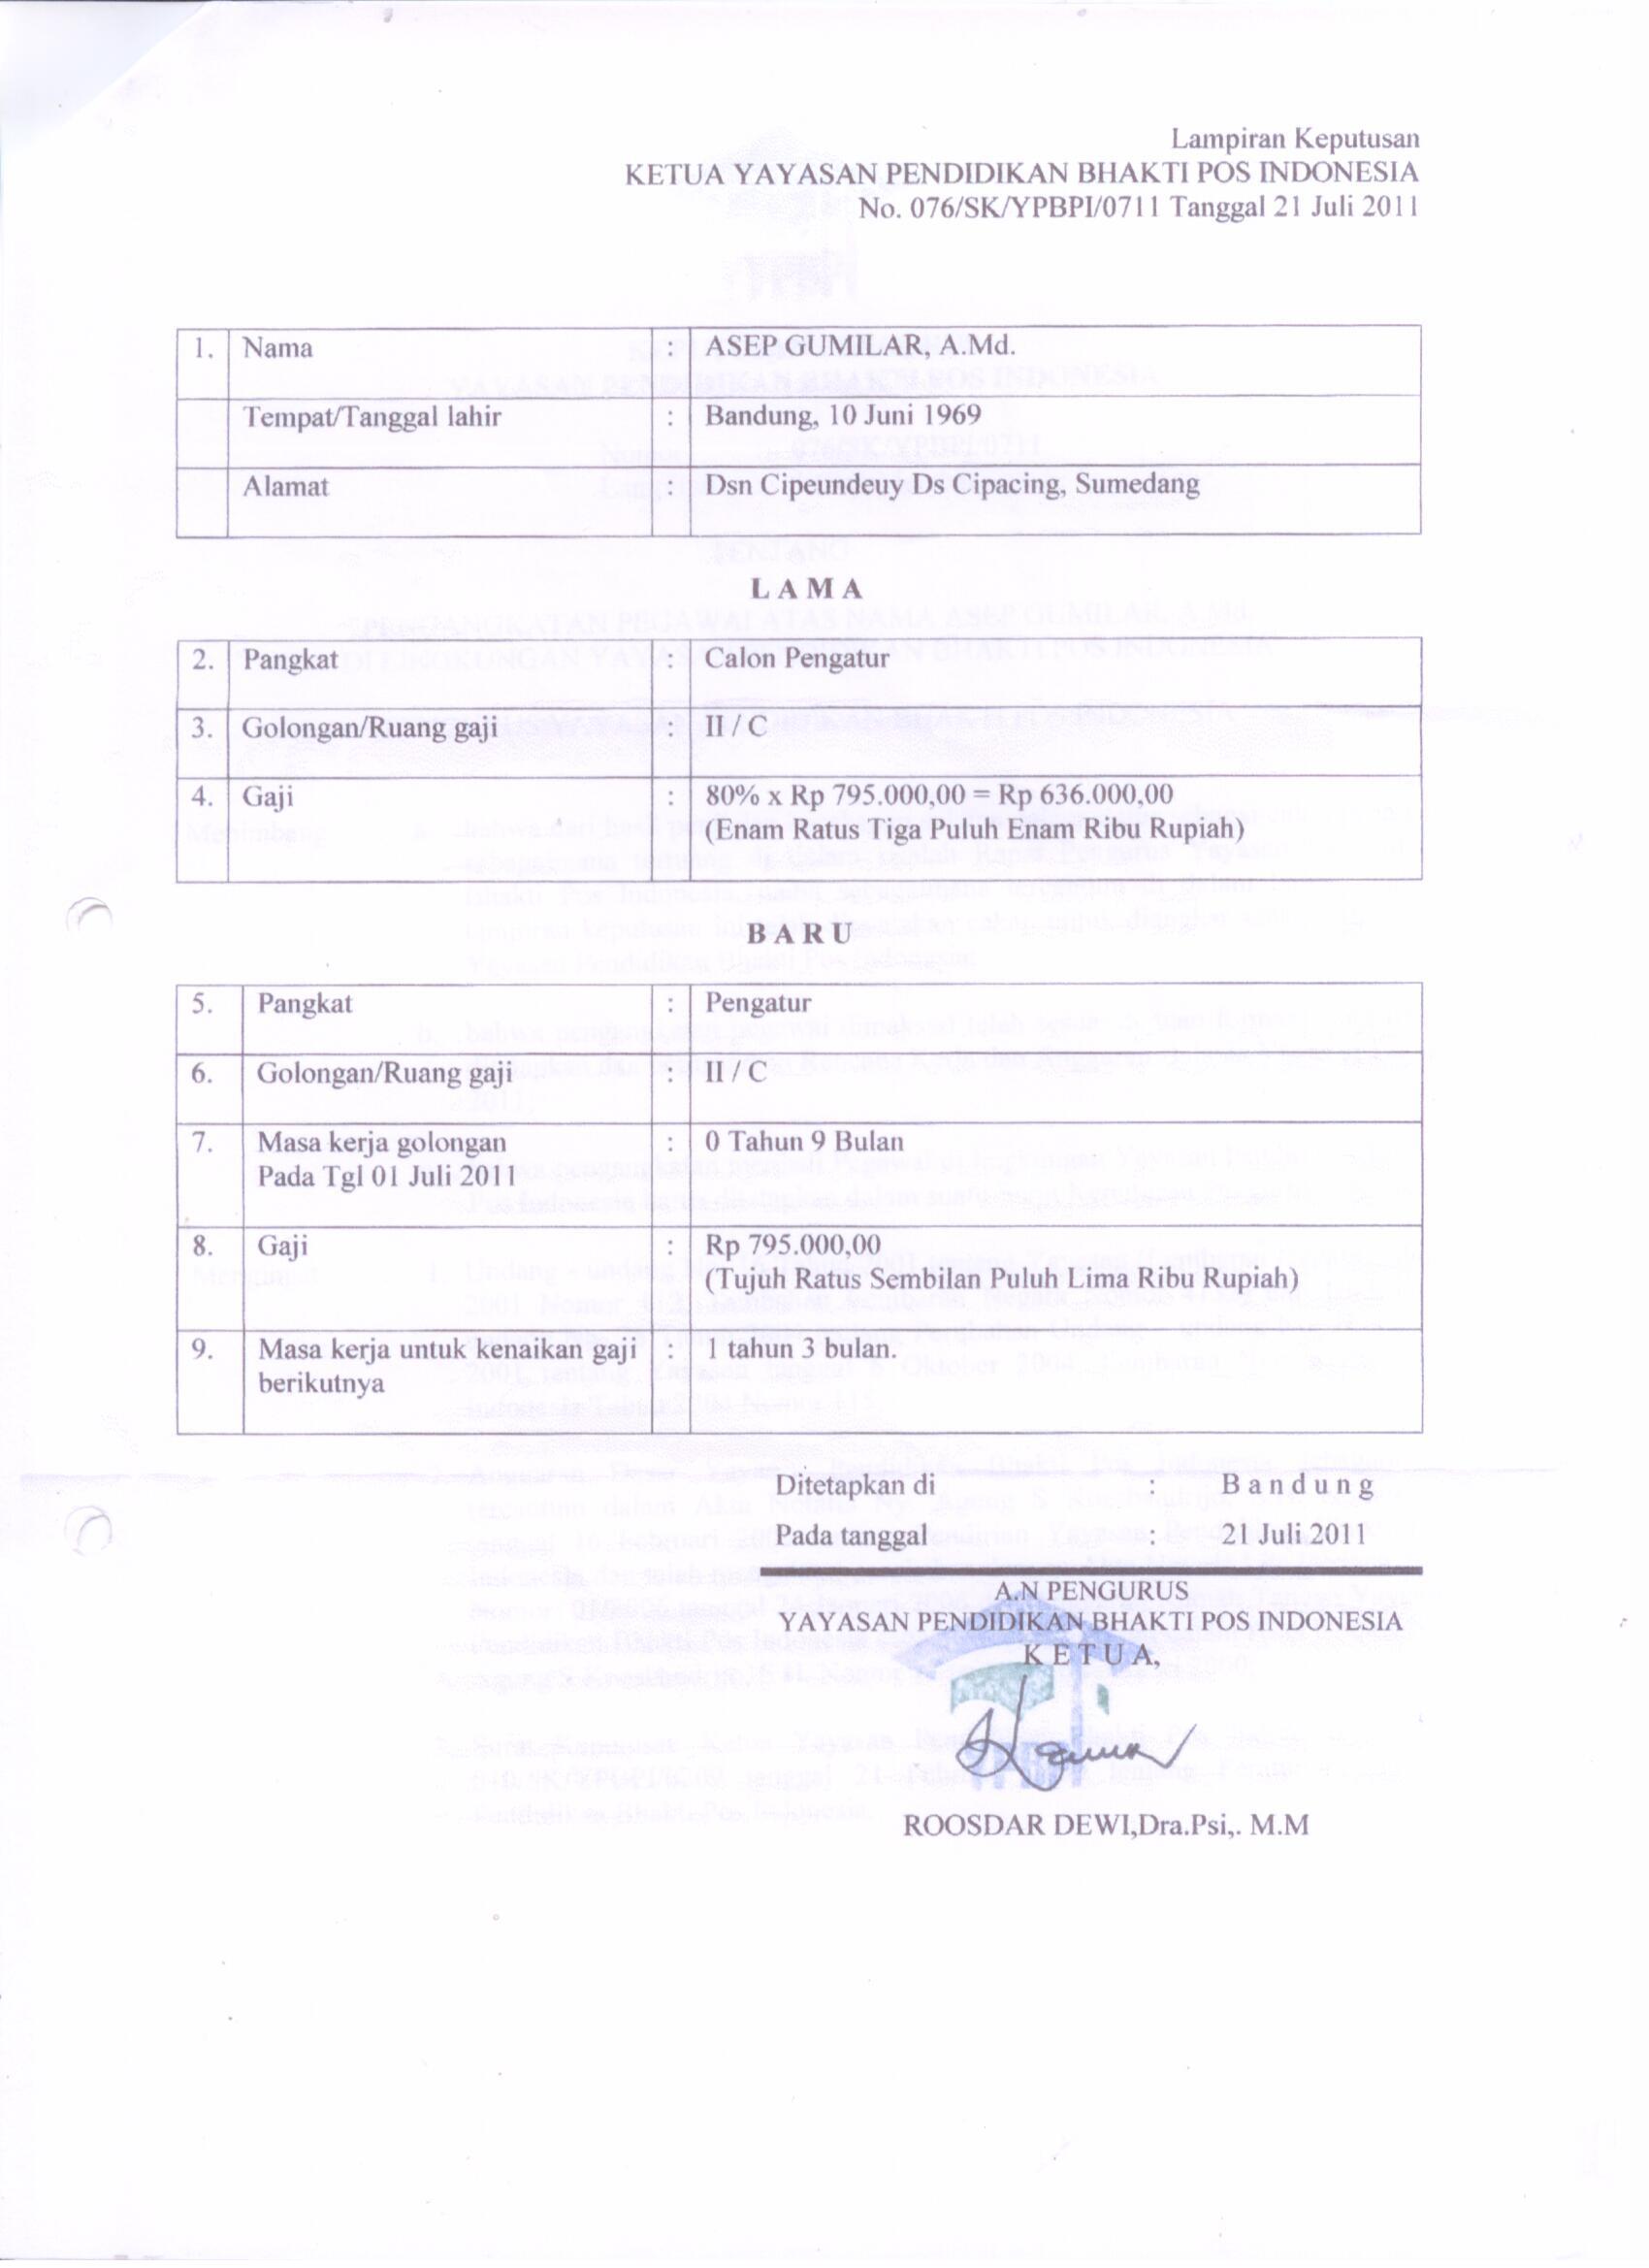 Lampiran Keputusan
KETUA YAYASAN PENDIDIKAN BHAKTI POS INDONESIA
No. 076/SK/YPBPI/0711 Tanggal 21 Juli 2011
1. Nama : ASEP GUMILAR, A.Md.
Tempat/Tanggal lahir : Bandung, 10 Juni 1969
Alamat : Dsn Cipeundeuy Ds Cipacing, Sumedang
L A M A
2. Pangkat : Calon Pengatur
3. Golongan/Ruang gaji : II / C
4. Gaji : 80% x Rp 795.000,00 = Rp 636.000,00
(Enam Ratus Tiga Puluh Enam Ribu Rupiah)
B A R U
5. Pangkat : Pengatur
6. Golongan/Ruang gaji : II / C
7. Masa kerja golongan : 0 Tahun 9 Bulan
Pada Tgl 01 Juli 2011
8. Gaji : Rp 795.000,00
(Tujuh Ratus Sembilan Puluh Lima Ribu Rupiah)
9. Masa kerja untuk kenaikan gaji : 1 tahun 3 bulan.
berikutnya
Ditetapkan di : B a n d u n g
Pada tanggal : 21 Juli 2011
A.N PENGURUS
YAYASAN PENDIDIKAN BHAKTI POS INDONESIA
K E T U A,
ROOSDAR DEWI,Dra.Psi,. M.M